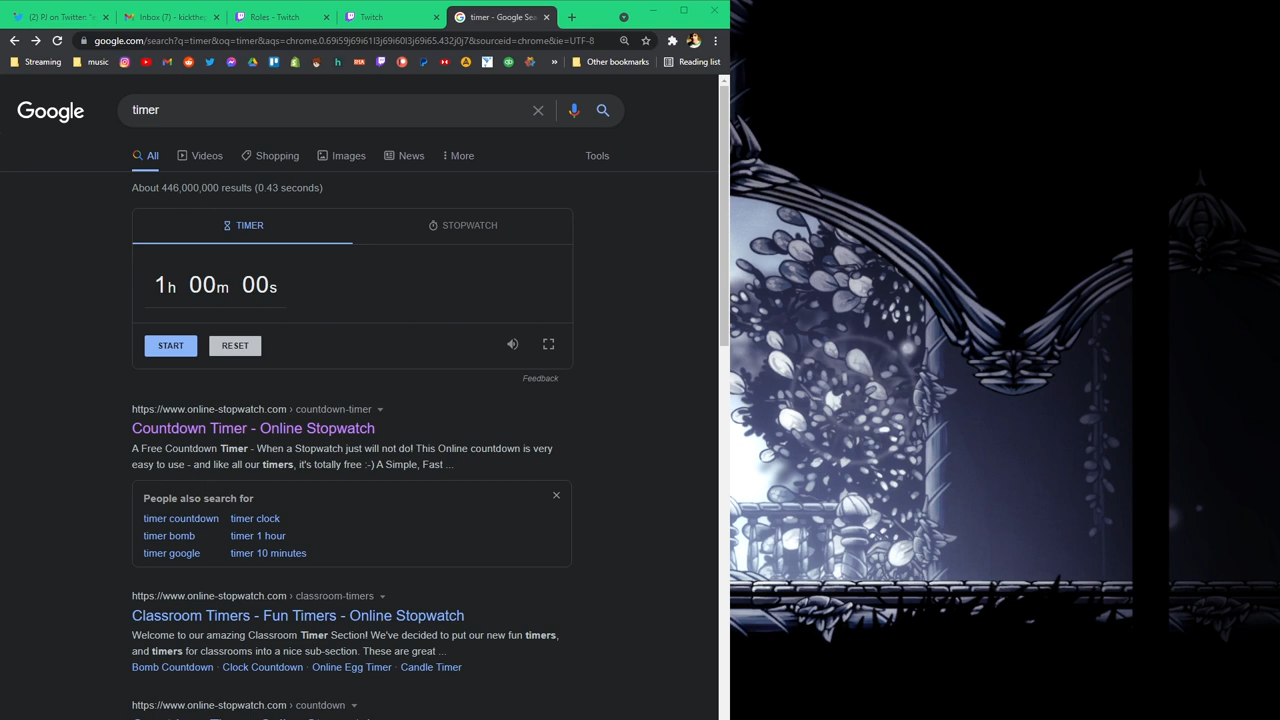 (2) PJ on Twitter: "
Inbox (7) - kickthe
Roles - Twitch
Twitch
timer - Google Sea
google.com/search?q=timer&oq=timer&aqs=chrome.0.69i59j69i61l3j69i60l3j69i65.432j0j7&sourceid=chrome&ie=UTF-8
Streaming
music
Other bookmarks
Reading list
Google
timer
All
Videos
Shopping
Images
News
More
Tools
About 446,000,000 results (0.43 seconds)
TIMER
STOPWATCH
1h 00m 00s
START
RESET
Feedback
https://www.online-stopwatch.com › countdown-timer
Countdown Timer - Online Stopwatch
A Free Countdown Timer - When a Stopwatch just will not do! This Online countdown is very
easy to use - and like all our timers, it's totally free :-) A Simple, Fast ...
People also search for
timer countdown timer clock
timer bomb timer 1 hour
timer google timer 10 minutes
https://www.online-stopwatch.com › classroom-timers
Classroom Timers - Fun Timers - Online Stopwatch
Welcome to our amazing Classroom Timer Section! We've decided to put our new fun timers,
and timers for classrooms into a nice sub-section. These are great ...
Bomb Countdown · Clock Countdown · Online Egg Timer · Candle Timer
https://www.online-stopwatch.com › countdown